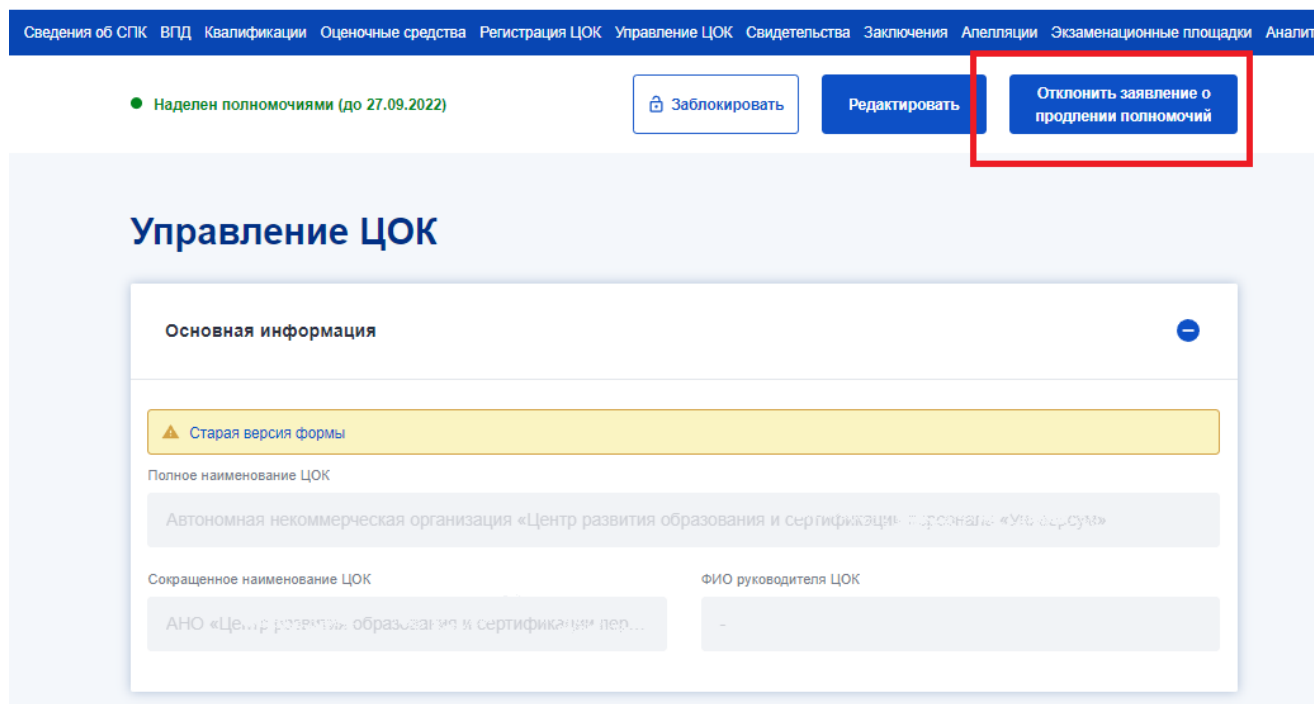 Сведения об СПК ВПД Квалификации Оценочные средства Регистрация ЦОК Управление ЦОК Свидетельства Заключения Апелляции Экзаменационные площадки Аналит
Наделен полномочиями (до 27.09.2022)
Заблокировать
Редактировать
Отклонить заявление о
продлении полномочий
Управление ЦОК
Основная информация
Старая версия формы
Полное наименование ЦОК
Автономная некоммерческая организация «Центр развития образования и сертификации персонала
Сокращенное наименование ЦОК
ФИО руководителя ЦОК
АНО «Центр развития образования и сертификации пер...
-